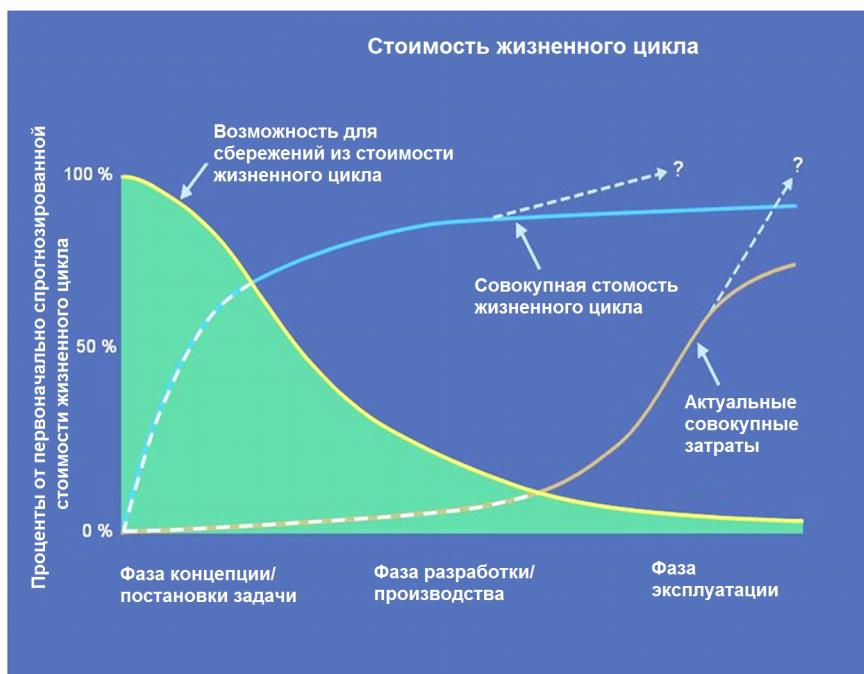 Стоимость жизненного цикла
Возможность для
сбережений из стоимости
жизненного цикла
Проценты от первоначально спрогнозированной
стоимости жизненного цикла
100 %
?
?
Совокупная стомость
жизненного цикла
50 %
Актуальные
совокупные
затраты
0 %
Фаза концепции/
постановки задачи
Фаза разработки/
производства
Фаза
эксплуатации